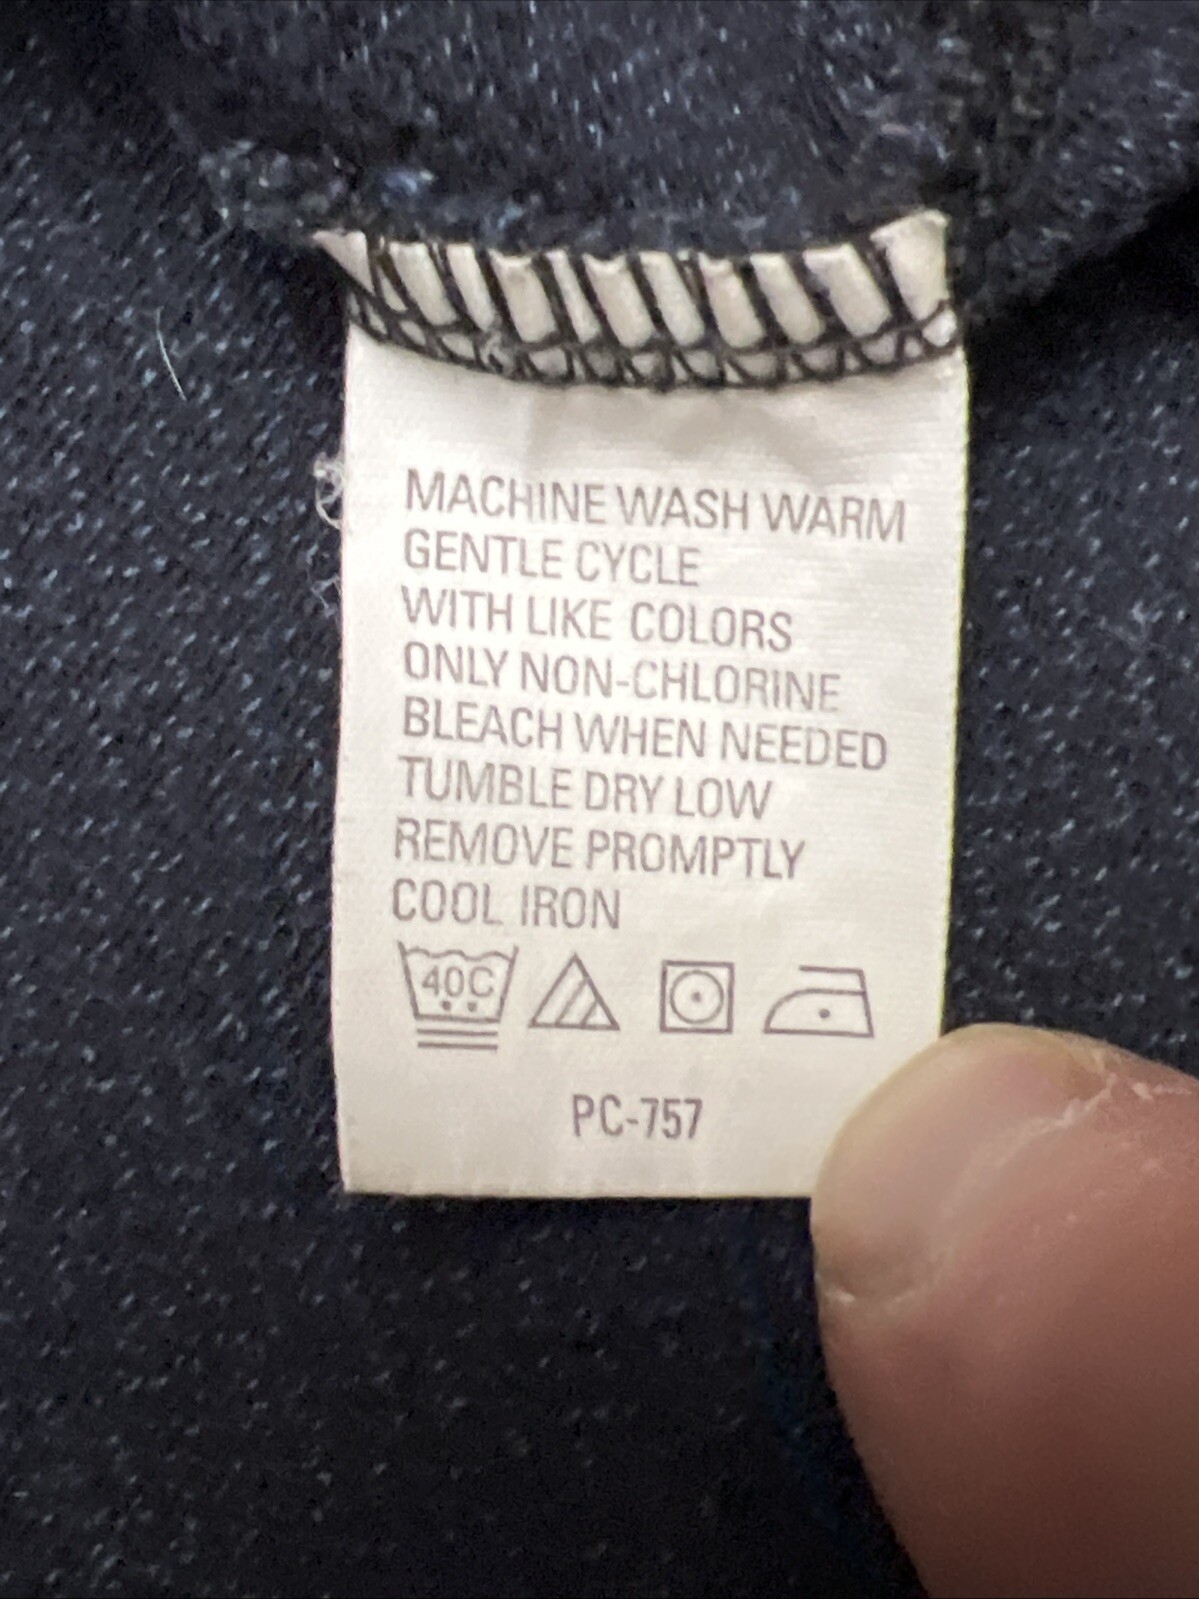 MACHINE WASH WARM
GENTLE CYCLE
WITH LIKE COLORS
ONLY NON-CHLORINE
BLEACH WHEN NEEDED
TUMBLE DRY LOW
REMOVE PROMPTLY
COOL IRON
40C
PC-757